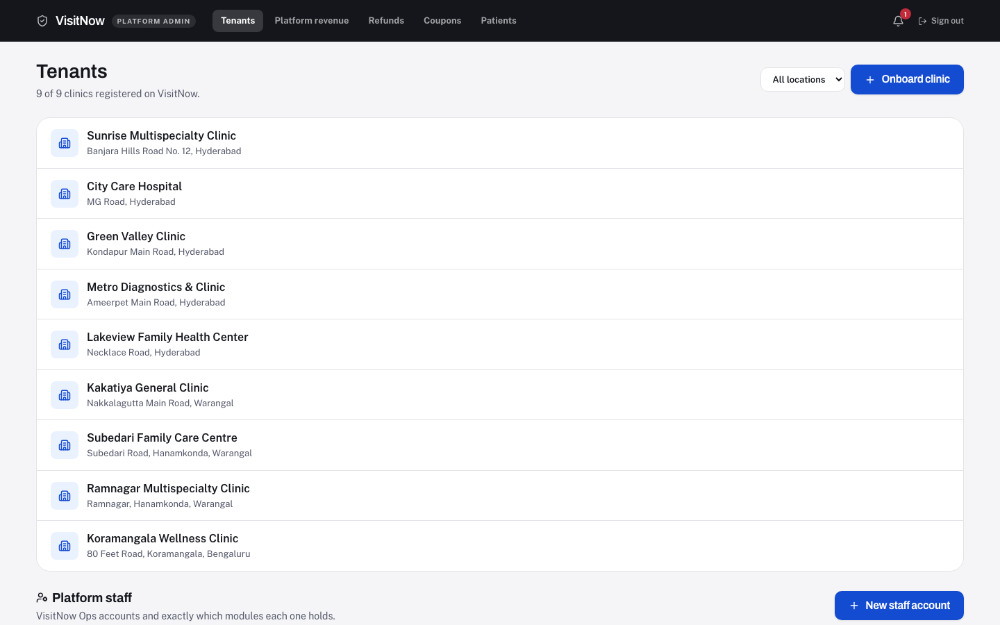 VisitNow PLATFORM ADMIN Tenants Platform revenue Refunds Coupons Patients 1 Sign out
Tenants
9 of 9 clinics registered on VisitNow.
All locations
+ Onboard clinic
Sunrise Multispecialty Clinic
Banjara Hills Road No. 12, Hyderabad
City Care Hospital
MG Road, Hyderabad
Green Valley Clinic
Kondapur Main Road, Hyderabad
Metro Diagnostics & Clinic
Ameerpet Main Road, Hyderabad
Lakeview Family Health Center
Necklace Road, Hyderabad
Kakatiya General Clinic
Nakkalagutta Main Road, Warangal
Subedari Family Care Centre
Subedari Road, Hanamkonda, Warangal
Ramnagar Multispecialty Clinic
Ramnagar, Hanamkonda, Warangal
Koramangala Wellness Clinic
80 Feet Road, Koramangala, Bengaluru
Platform staff
VisitNow Ops accounts and exactly which modules each one holds.
+ New staff account